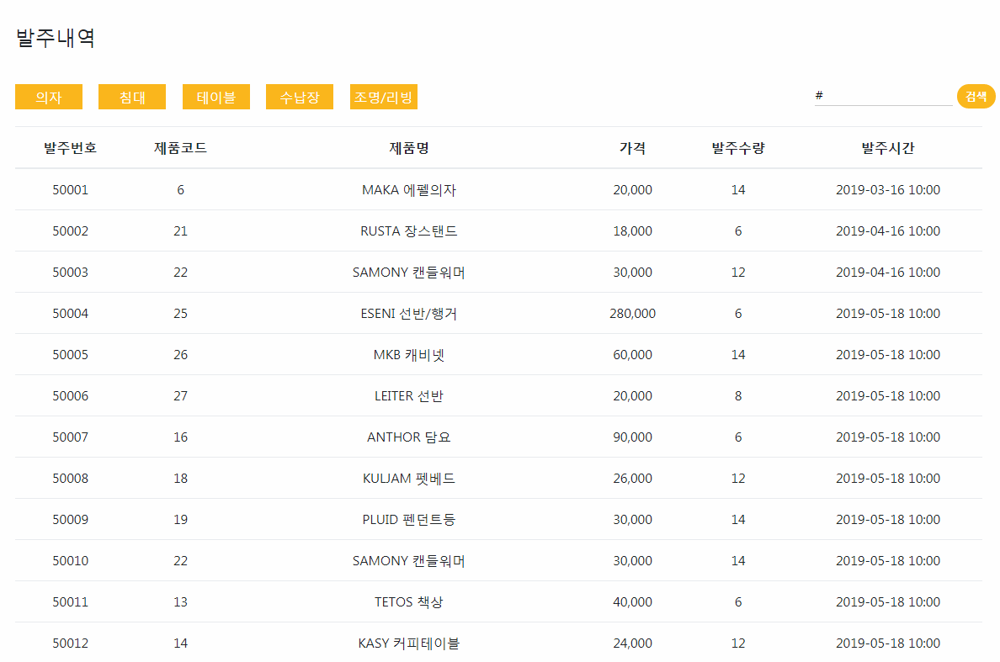 발주내역
의자 침대 테이블 수납장 조명/리빙 # 검색
발주번호 제품코드 제품명 가격 발주수량 발주시간
50001 6 MAKA 에펠의자 20,000 14 2019-03-16 10:00
50002 21 RUSTA 장스탠드 18,000 6 2019-04-16 10:00
50003 22 SAMONY 캔들워머 30,000 12 2019-04-16 10:00
50004 25 ESENI 선반/행거 280,000 6 2019-05-18 10:00
50005 26 MKB 캐비넷 60,000 14 2019-05-18 10:00
50006 27 LEITER 선반 20,000 8 2019-05-18 10:00
50007 16 ANTHOR 담요 90,000 6 2019-05-18 10:00
50008 18 KULJAM 펫베드 26,000 12 2019-05-18 10:00
50009 19 PLUID 펜던트등 30,000 14 2019-05-18 10:00
50010 22 SAMONY 캔들워머 30,000 14 2019-05-18 10:00
50011 13 TETOS 책상 40,000 6 2019-05-18 10:00
50012 14 KASY 커피테이블 24,000 12 2019-05-18 10:00